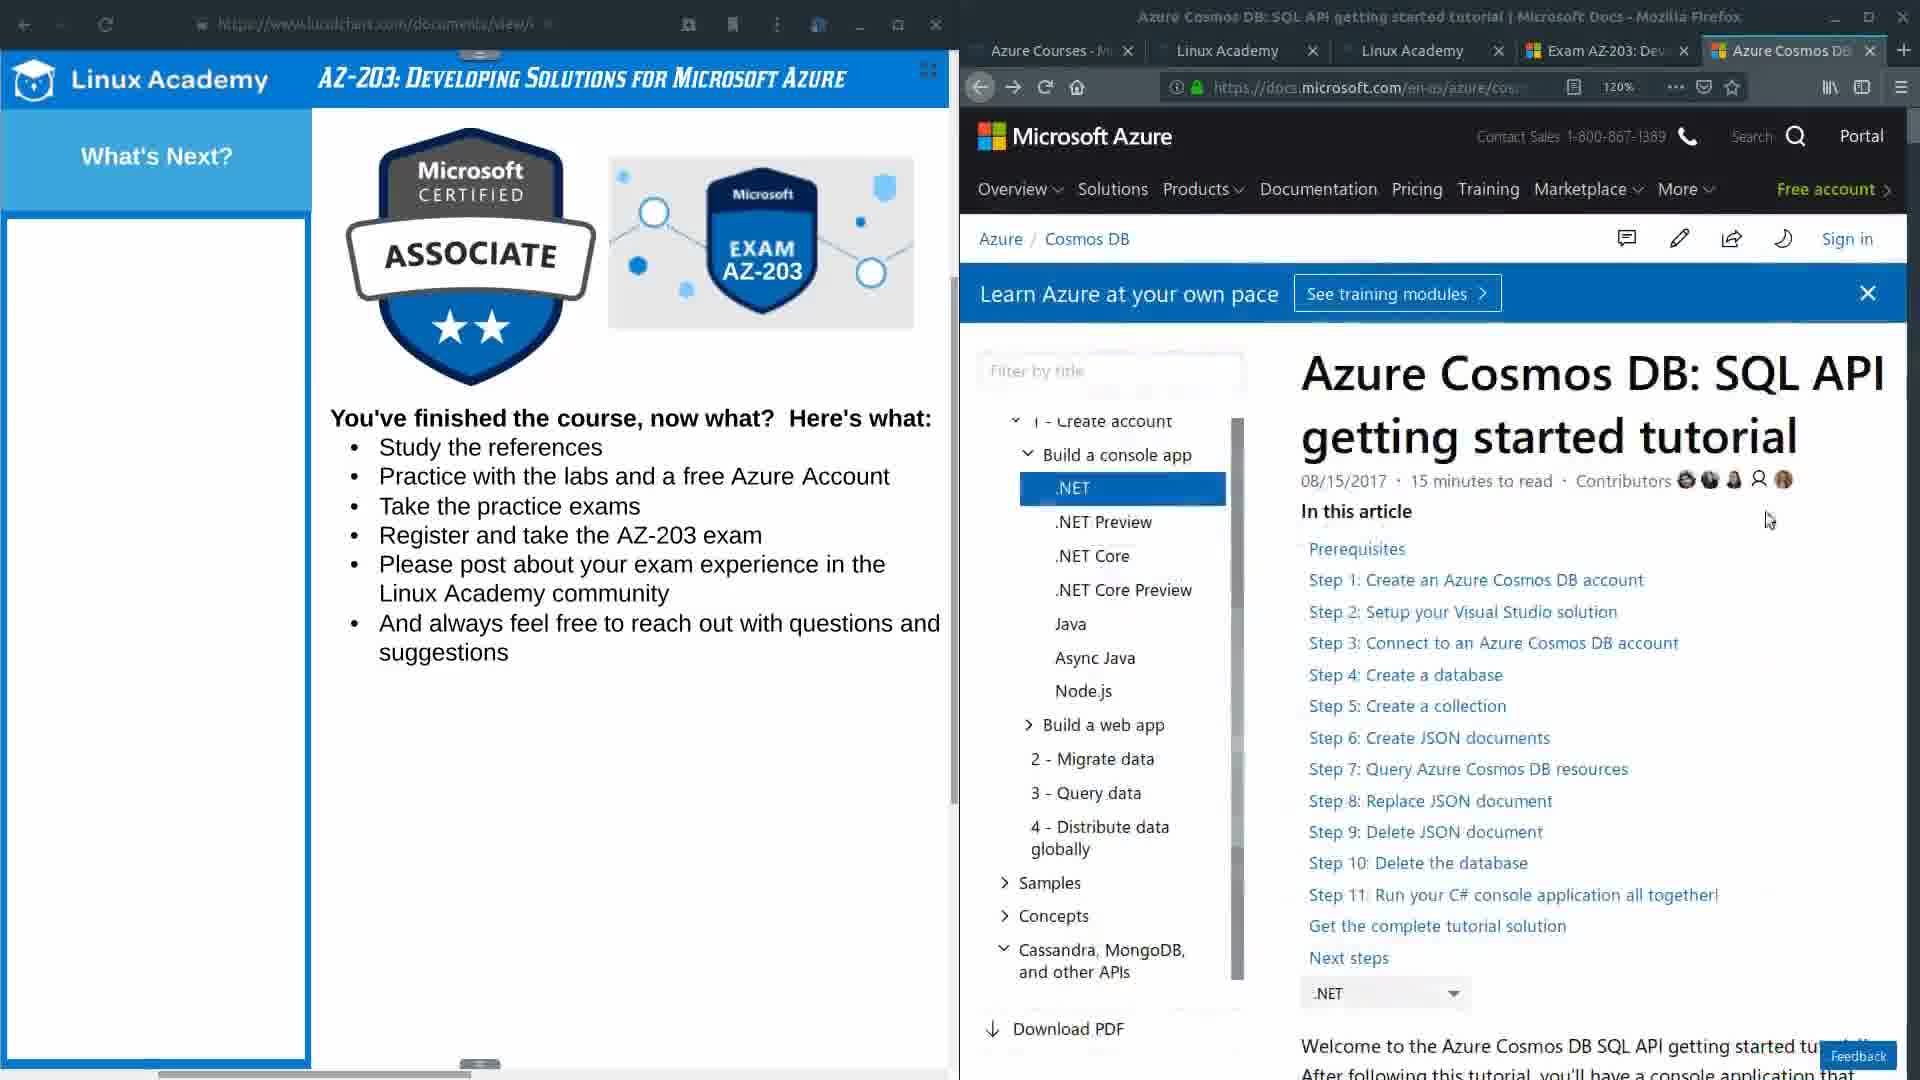 https://www.lucidchart.com/documents/view/
Linux Academy
AZ-203: Developing Solutions for Microsoft Azure
What's Next?
Microsoft
CERTIFIED
ASSOCIATE
Microsoft
EXAM
AZ-203
You've finished the course, now what? Here's what:
• Study the references
• Practice with the labs and a free Azure Account
• Take the practice exams
• Register and take the AZ-203 exam
• Please post about your exam experience in the
Linux Academy community
• And always feel free to reach out with questions and
suggestions
Azure Cosmos DB: SQL API getting started tutorial | Microsoft Docs - Mozilla Firefox
Azure Courses -
Linux Academy
Linux Academy
Exam AZ-203: Dev
Azure Cosmos DB
https://docs.microsoft.com/en-us/azure/cos
120%
Microsoft Azure
Contact Sales 1-800-867-1389
Search
Portal
Overview
Solutions
Products
Documentation
Pricing
Training
Marketplace
More
Free account
Azure / Cosmos DB
Sign in
Learn Azure at your own pace
See training modules
Filter by title
1 - Create account
Build a console app
.NET
.NET Preview
.NET Core
.NET Core Preview
Java
Async Java
Node.js
Build a web app
2 - Migrate data
3 - Query data
4 - Distribute data
globally
Samples
Concepts
Cassandra, MongoDB,
and other APIs
Download PDF
Azure Cosmos DB: SQL API
getting started tutorial
08/15/2017 • 15 minutes to read • Contributors
In this article
Prerequisites
Step 1: Create an Azure Cosmos DB account
Step 2: Setup your Visual Studio solution
Step 3: Connect to an Azure Cosmos DB account
Step 4: Create a database
Step 5: Create a collection
Step 6: Create JSON documents
Step 7: Query Azure Cosmos DB resources
Step 8: Replace JSON document
Step 9: Delete JSON document
Step 10: Delete the database
Step 11: Run your C# console application all together!
Get the complete tutorial solution
Next steps
.NET
Welcome to the Azure Cosmos DB SQL API getting started
Feedback
After following this tutorial, you'll have a console application that